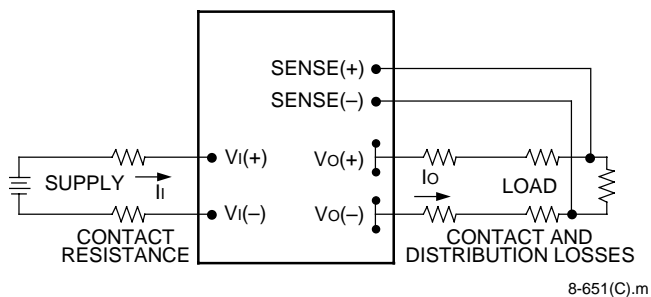 SENSE(+)
SENSE(–)
VI(+)
VO(+)
SUPPLY
II
IO
LOAD
VI(–)
VO(–)
CONTACT
RESISTANCE
CONTACT AND
DISTRIBUTION LOSSES
8-651(C).m